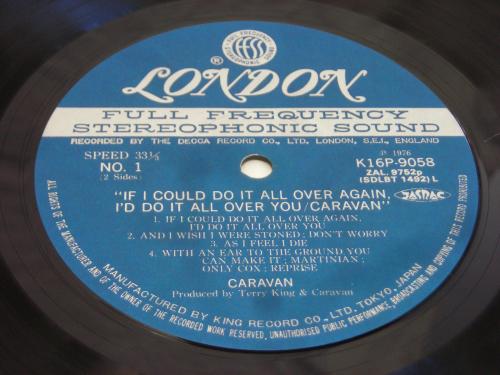 FULL FREQUENCY
STEREOPHONIC
ffss
®
LONDON
FULL FREQUENCY
STEREOPHONIC SOUND
RECORDED BY THE DECCA RECORD CO., LTD. LONDON, S.E.I., ENGLAND
SPEED 33⅓
NO. 1
(2 Sides)
℗ 1976
K16P-9058
ZAL. 9752p
(SDLBT 1492) L
JASRAC
"IF I COULD DO IT ALL OVER AGAIN,
I'D DO IT ALL OVER YOU/CARAVAN"
1. IF I COULD DO IT ALL OVER AGAIN,
I'D DO IT ALL OVER YOU
2. AND I WISH I WERE STONED; DON'T WORRY
3. AS I FEEL I DIE
4. WITH AN EAR TO THE GROUND YOU
CAN MAKE IT; MARTINIAN;
ONLY COX; REPRISE
CARAVAN
Produced by Terry King & Caravan
MANUFACTURED BY KING RECORD CO., LTD. TOKYO, JAPAN
ALL RIGHTS OF THE MANUFACTURER AND OF THE OWNER OF THE RECORDED WORK RESERVED, UNAUTHORISED PUBLIC PERFORMANCE, BROADCASTING AND COPYING OF THIS RECORD PROHIBITED